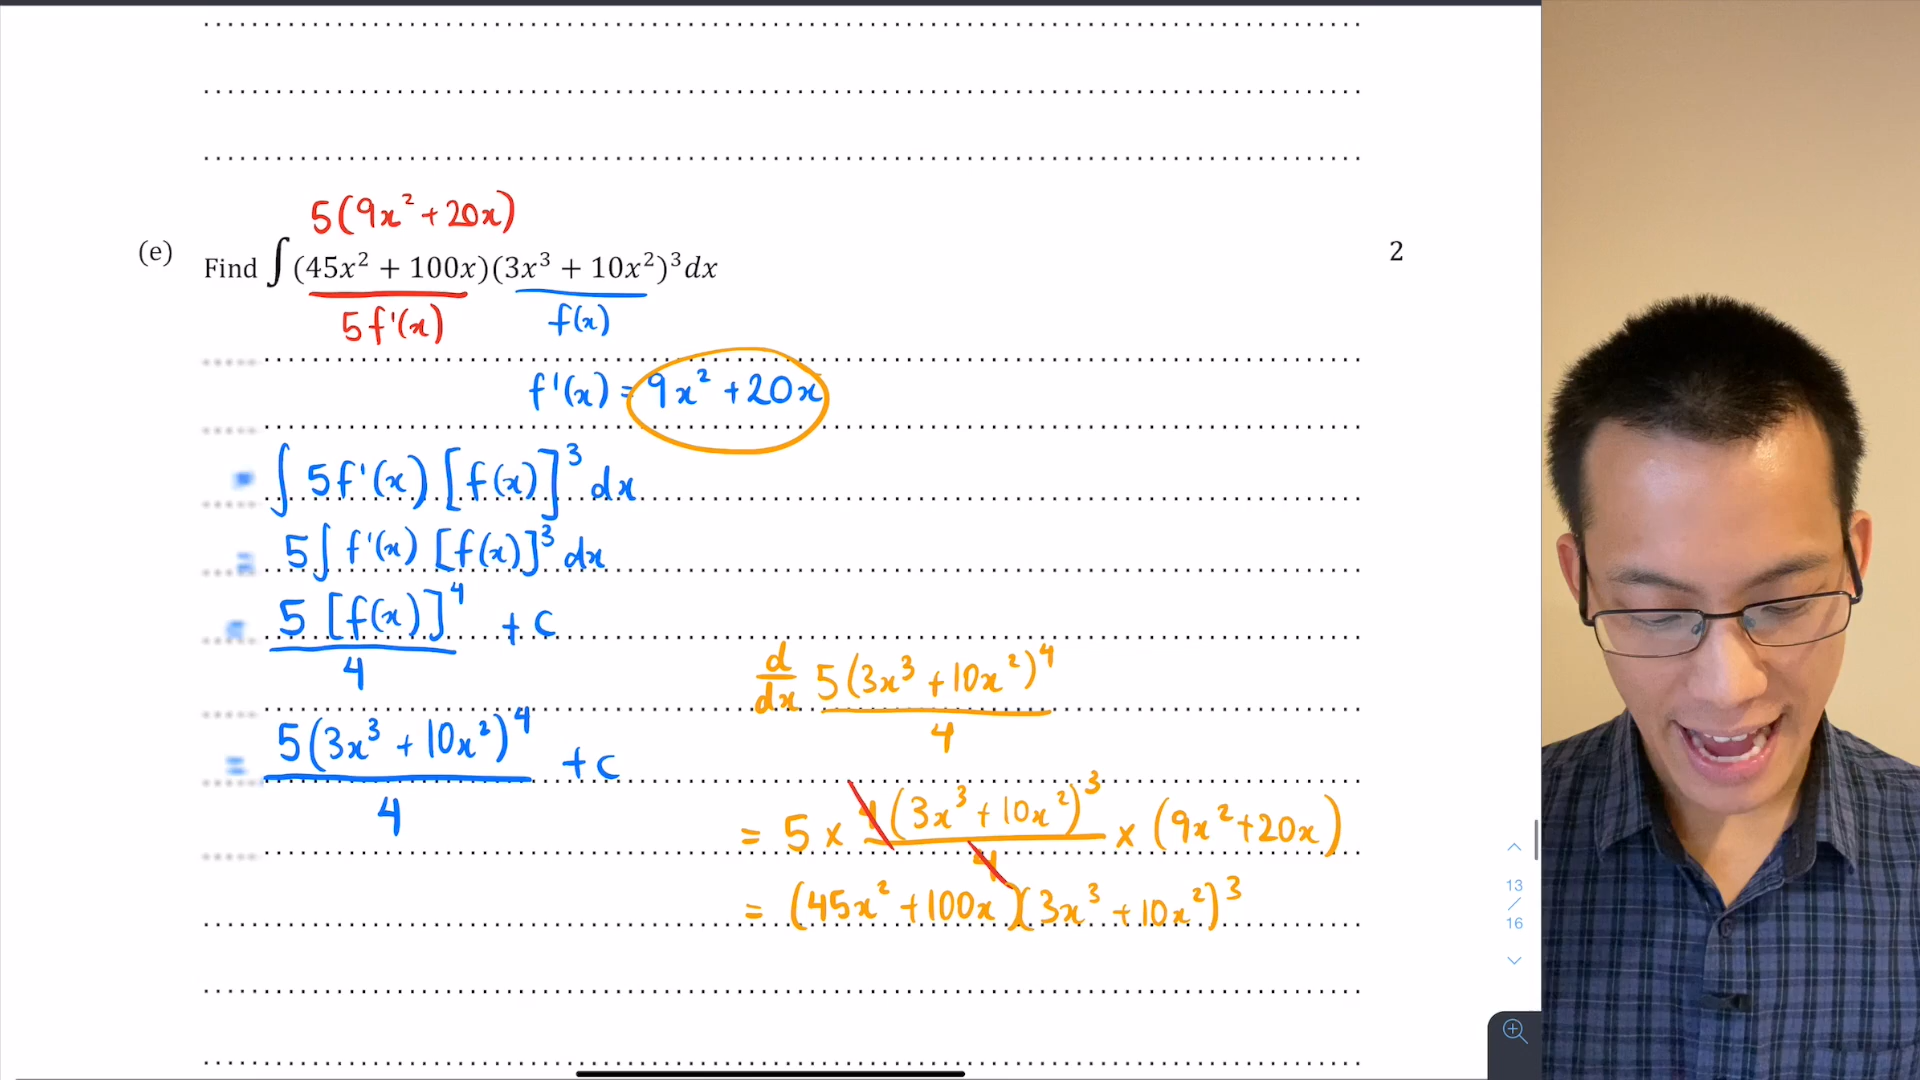 5(9x² + 20x)
(e) Find ∫ (45x² + 100x)(3x³ + 10x²)³dx 2
5f'(x) f(x)
f'(x) = 9x² + 20x
∫ 5f'(x) [f(x)]³ dx
= 5∫ f'(x) [f(x)]³ dx
= 5 [f(x)]⁴ / 4 + c
d/dx 5(3x³ + 10x²)⁴ / 4
= 5(3x³ + 10x²)⁴ / 4 + c
= 5 × 4(3x³ + 10x²)³ / 4 × (9x² + 20x)
= (45x² + 100x)(3x³ + 10x²)³
13
/
16